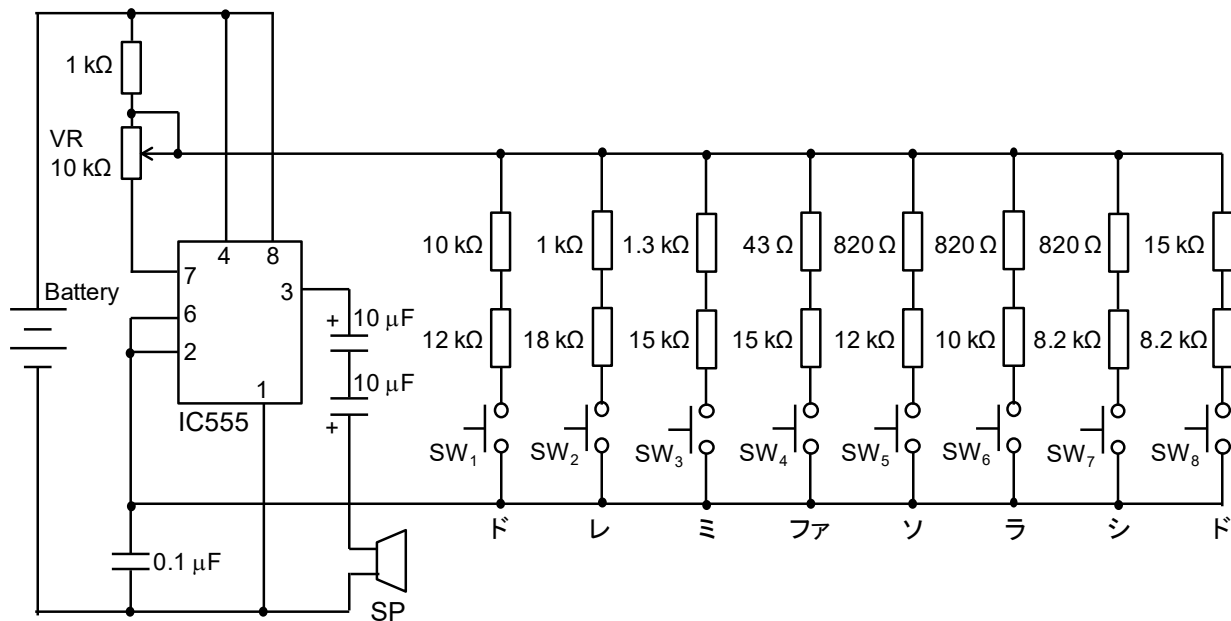 1 kΩ
VR
10 kΩ
Battery
4 8
7
3
6
2
1
IC555
10 μF
+
10 μF
+
0.1 μF
SP
10 kΩ 1 kΩ 1.3 kΩ 43 Ω 820 Ω 820 Ω 820 Ω 15 kΩ
12 kΩ 18 kΩ 15 kΩ 15 kΩ 12 kΩ 10 kΩ 8.2 kΩ 8.2 kΩ
SW₁ SW₂ SW₃ SW₄ SW₅ SW₆ SW₇ SW₈
ド レ ミ ファ ソ ラ シ ド